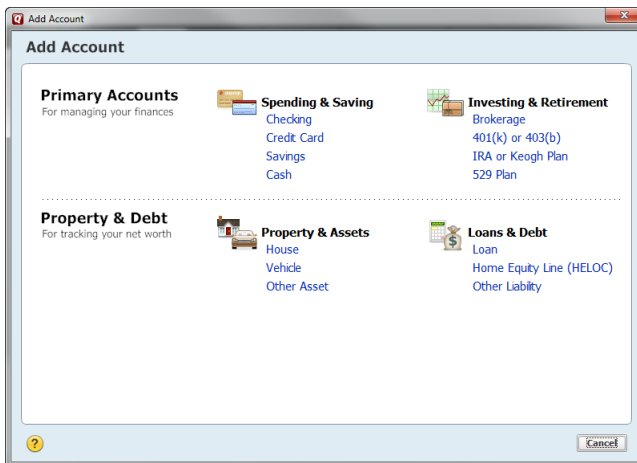 Add Account
Add Account
Primary Accounts
For managing your finances
Spending & Saving
Checking
Credit Card
Savings
Cash
Investing & Retirement
Brokerage
401(k) or 403(b)
IRA or Keogh Plan
529 Plan
Property & Debt
For tracking your net worth
Property & Assets
House
Vehicle
Other Asset
Loans & Debt
Loan
Home Equity Line (HELOC)
Other Liability
?
Cancel